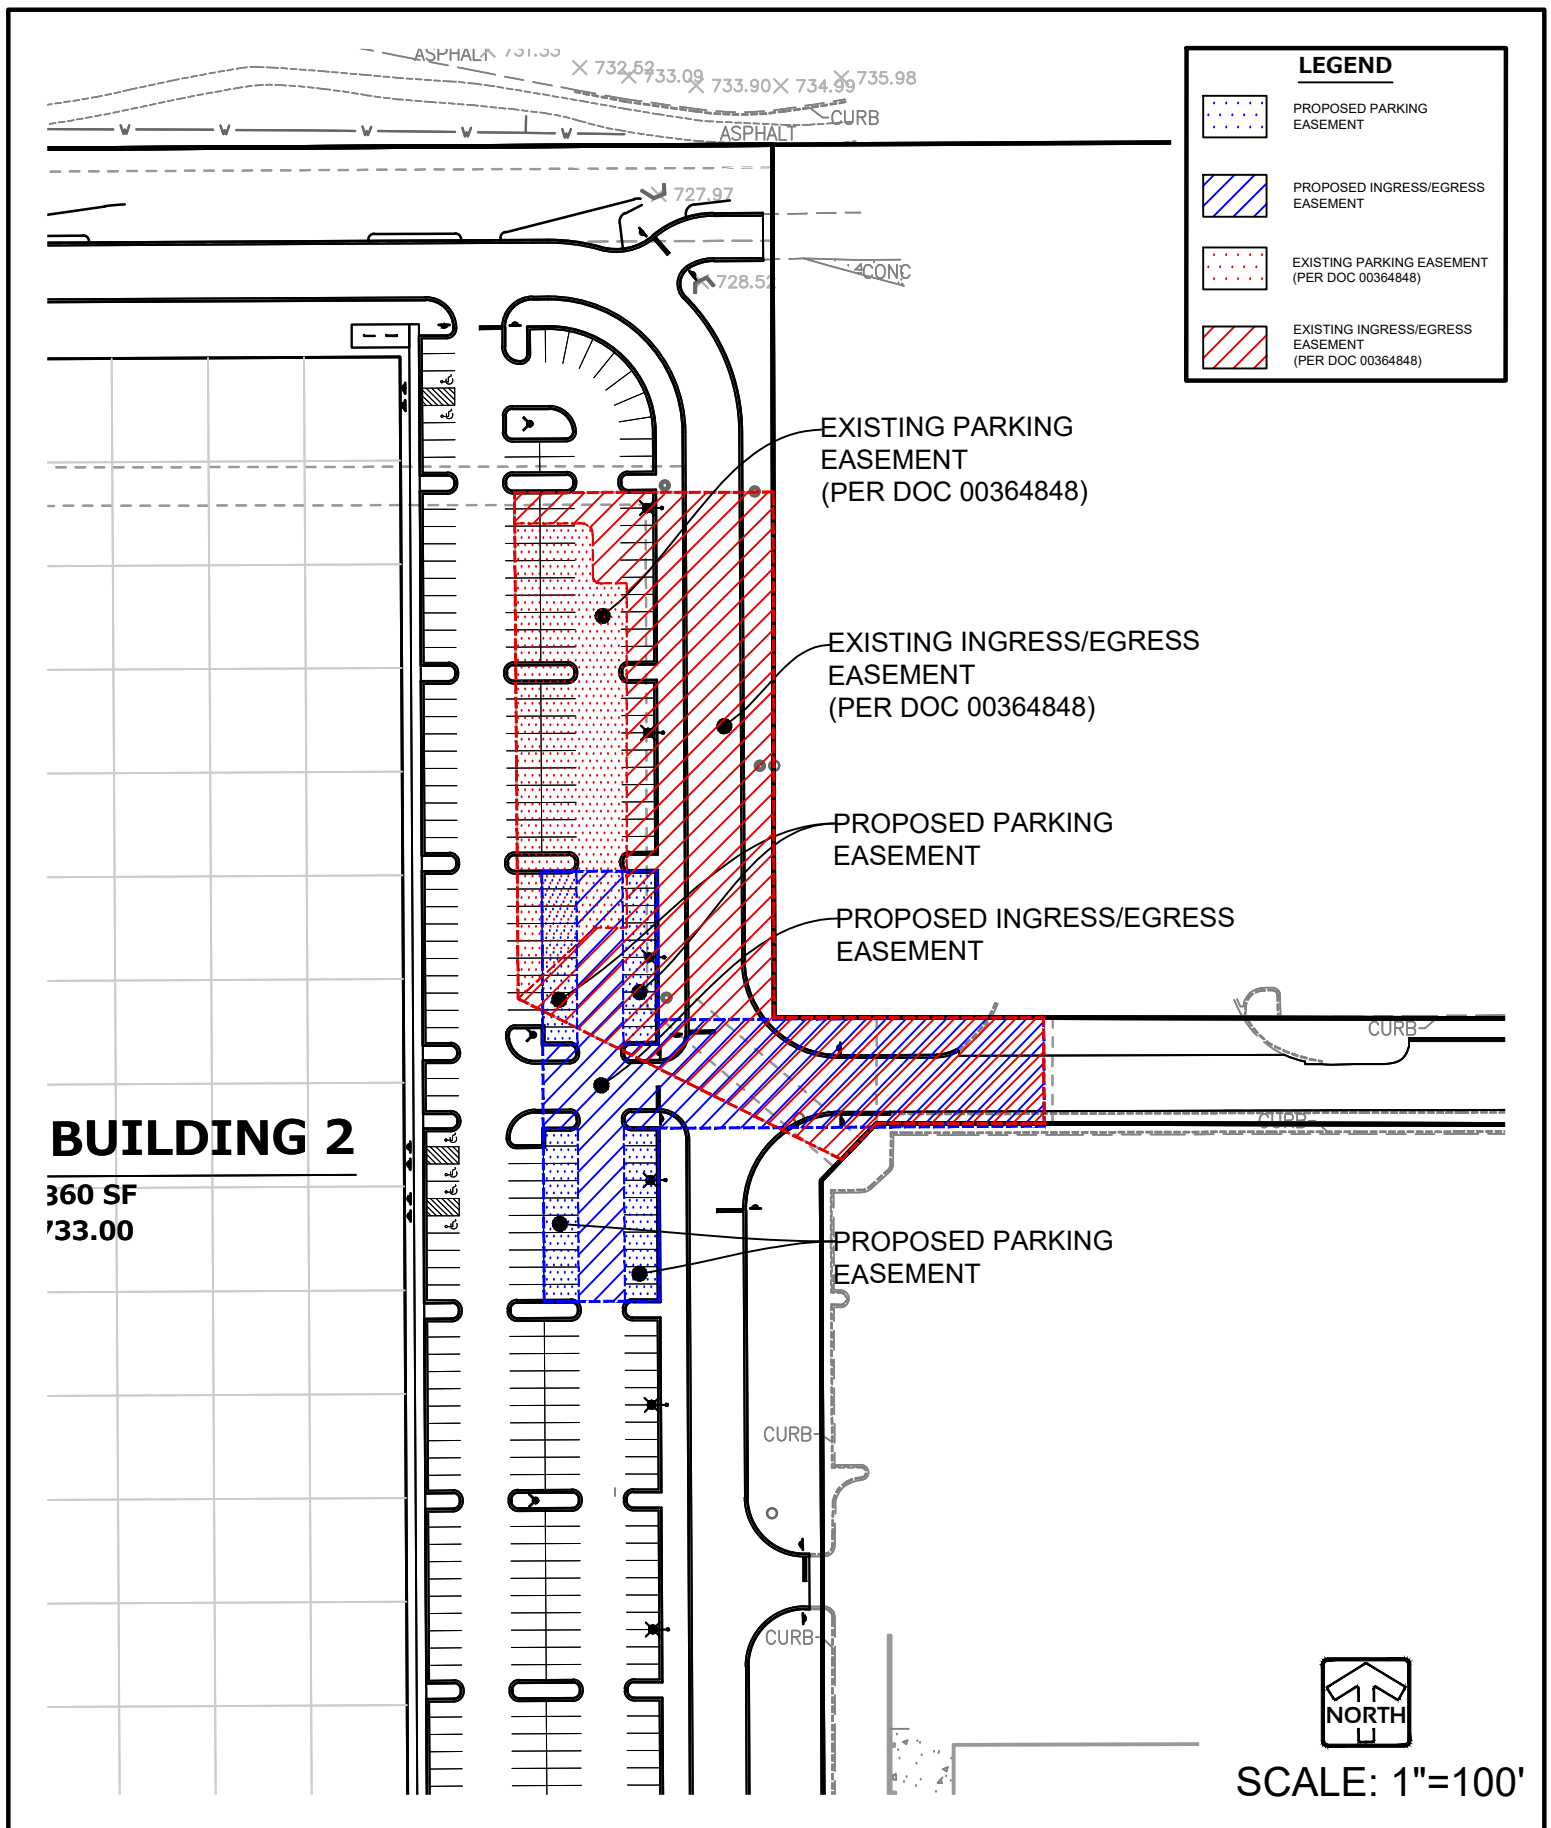 ASPHALT
731.33
732.52
733.09
733.90
734.99
735.98
CURB
ASPHALT
W W W W W
727.97
728.52
CONC
LEGEND
PROPOSED PARKING
EASEMENT
PROPOSED INGRESS/EGRESS
EASEMENT
EXISTING PARKING EASEMENT
(PER DOC 00364848)
EXISTING INGRESS/EGRESS
EASEMENT
(PER DOC 00364848)
EXISTING PARKING
EASEMENT
(PER DOC 00364848)
EXISTING INGRESS/EGRESS
EASEMENT
(PER DOC 00364848)
PROPOSED PARKING
EASEMENT
PROPOSED INGRESS/EGRESS
EASEMENT
CURB
CURB
BUILDING 2
360 SF
733.00
PROPOSED PARKING
EASEMENT
CURB
CURB
NORTH
SCALE: 1"=100'